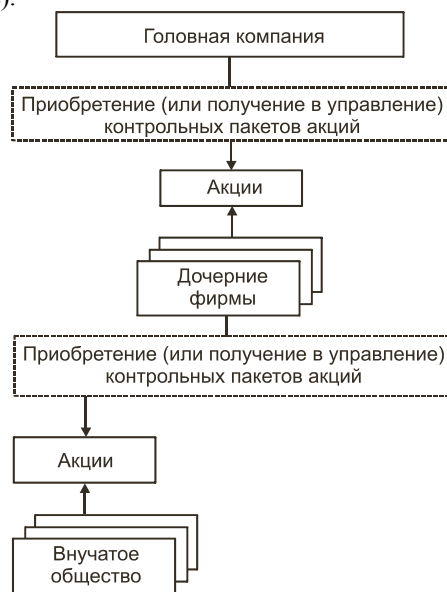 Головная компания
Приобретение (или получение в управление)
контрольных пакетов акций
Акции
Дочерние
фирмы
Приобретение (или получение в управление)
контрольных пакетов акций
Акции
Внучатое
общество